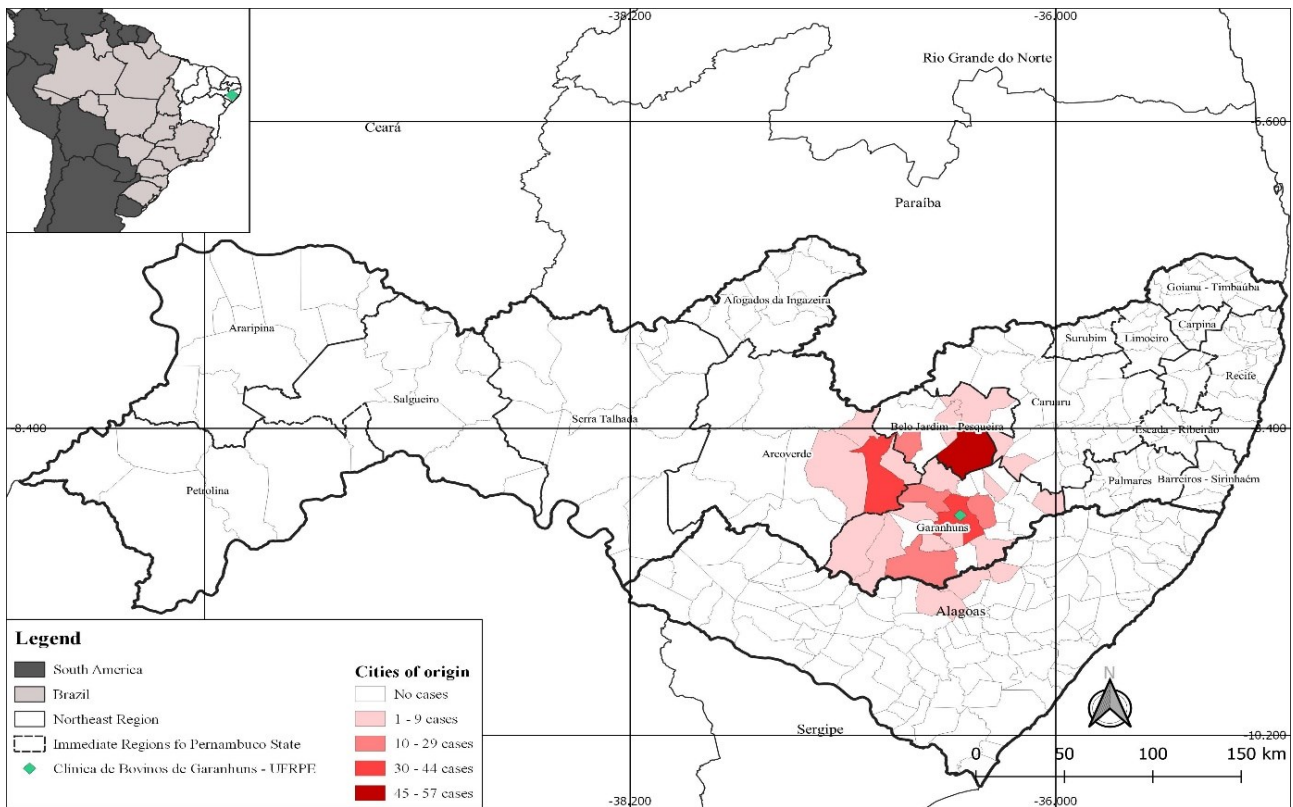 -38.200
-36.000
Rio Grande do Norte
-5.600
Ceará
Paraíba
Afogados da Ingazeira
Goiana - Timbaúba
Araripina
Surubim
Limoeiro
Carpina
Recife
Salgueiro
Serra Talhada
Caruaru
-8.400
Belo Jardim - Pesqueira
Escada - Ribeirão
Arcoverde
Petrolina
Palmares
Barreiros - Sirinhaém
Garanhuns
Alagoas
Sergipe
Legend
South America
Brazil
Northeast Region
Immediate Regions fo Pernambuco State
Clínica de Bovinos de Garanhuns - UFRPE
Cities of origin
No cases
1 - 9 cases
10 - 29 cases
30 - 44 cases
45 - 57 cases
N
-10.200
0 50 100 150 km
-38.200
-36.000